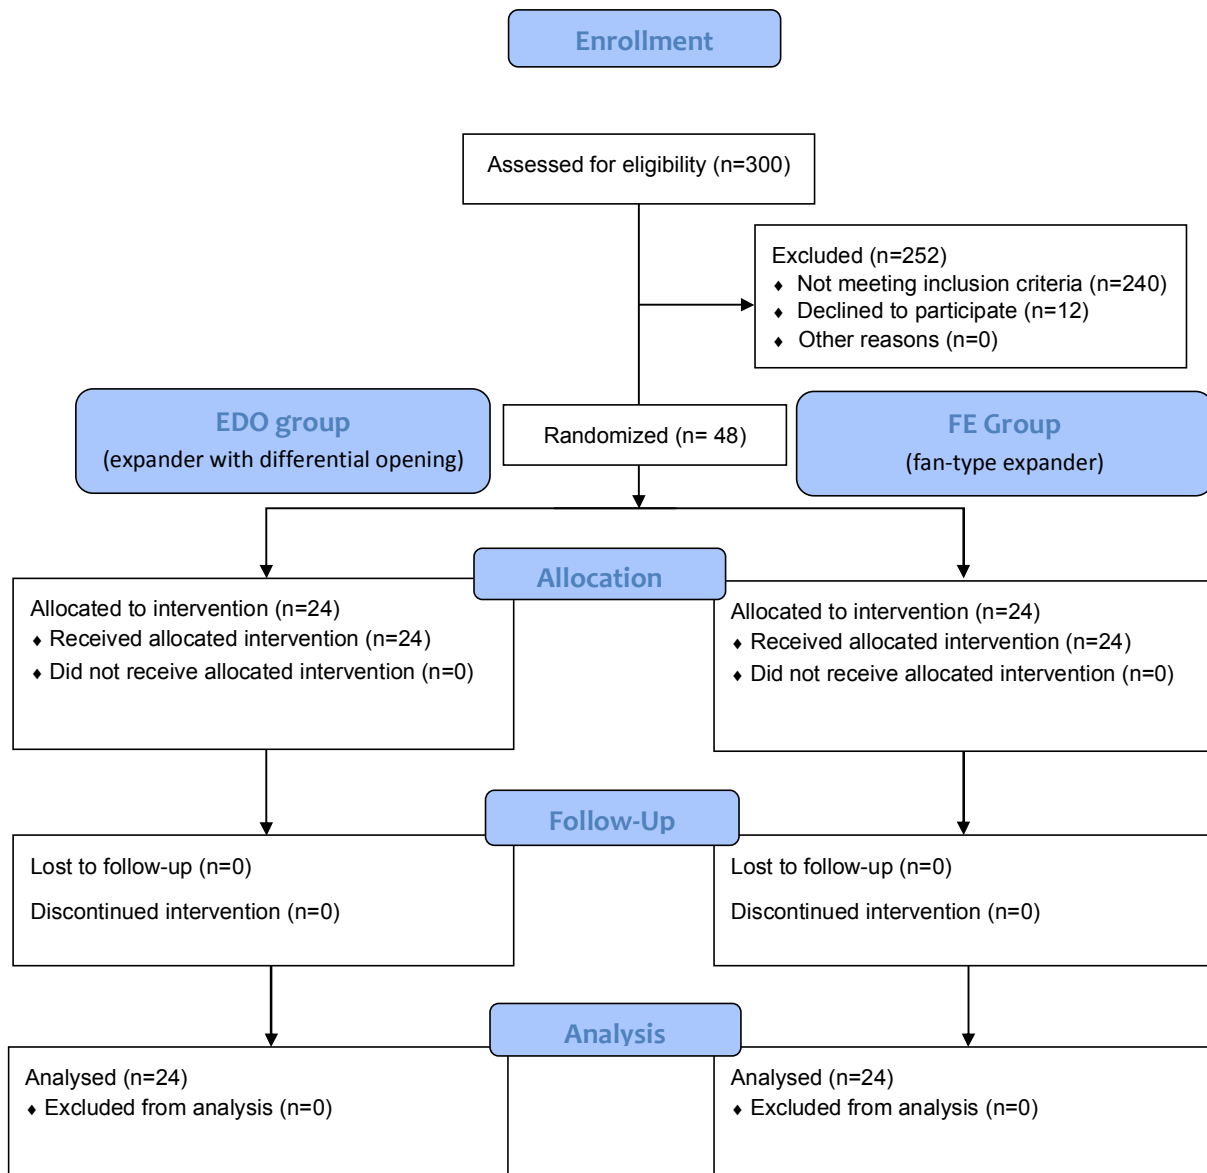 Enrollment
Assessed for eligibility (n=300)
Excluded (n=252)
♦ Not meeting inclusion criteria (n=240)
♦ Declined to participate (n=12)
♦ Other reasons (n=0)
EDO group
(expander with differential opening)
Randomized (n= 48)
FE Group
(fan-type expander)
Allocation
Allocated to intervention (n=24)
♦ Received allocated intervention (n=24)
♦ Did not receive allocated intervention (n=0)
Allocated to intervention (n=24)
♦ Received allocated intervention (n=24)
♦ Did not receive allocated intervention (n=0)
Follow-Up
Lost to follow-up (n=0)
Discontinued intervention (n=0)
Lost to follow-up (n=0)
Discontinued intervention (n=0)
Analysis
Analysed (n=24)
♦ Excluded from analysis (n=0)
Analysed (n=24)
♦ Excluded from analysis (n=0)